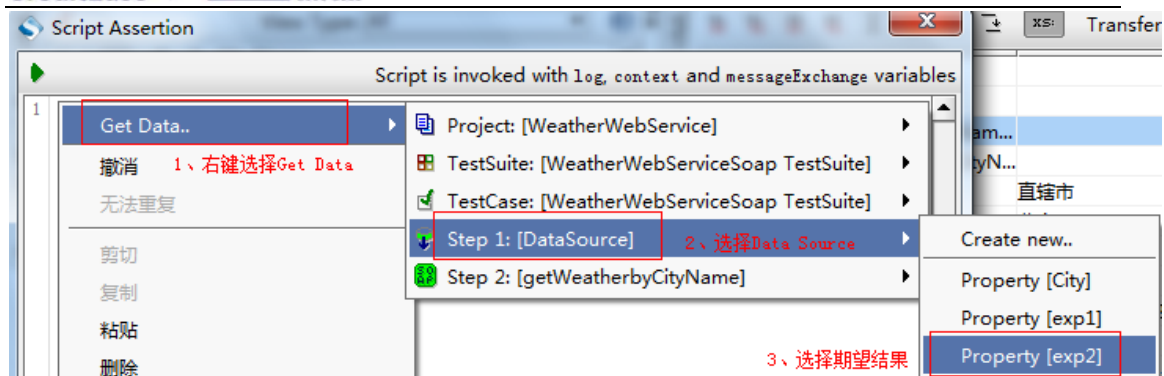 Script Assertion
xs:
Transfer
Script is invoked with log, context and messageExchange variables
1
Get Data..
Project: [WeatherWebService]
撤消
1、右键选择Get Data
TestSuite: [WeatherWebServiceSoap TestSuite]
无法重复
TestCase: [WeatherWebServiceSoap TestSuite]
直辖市
Step 1: [DataSource]
2、选择Data Source
Create new..
剪切
Step 2: [getWeatherbyCityName]
Property [City]
复制
Property [exp1]
粘贴
3、选择期望结果
Property [exp2]
删除